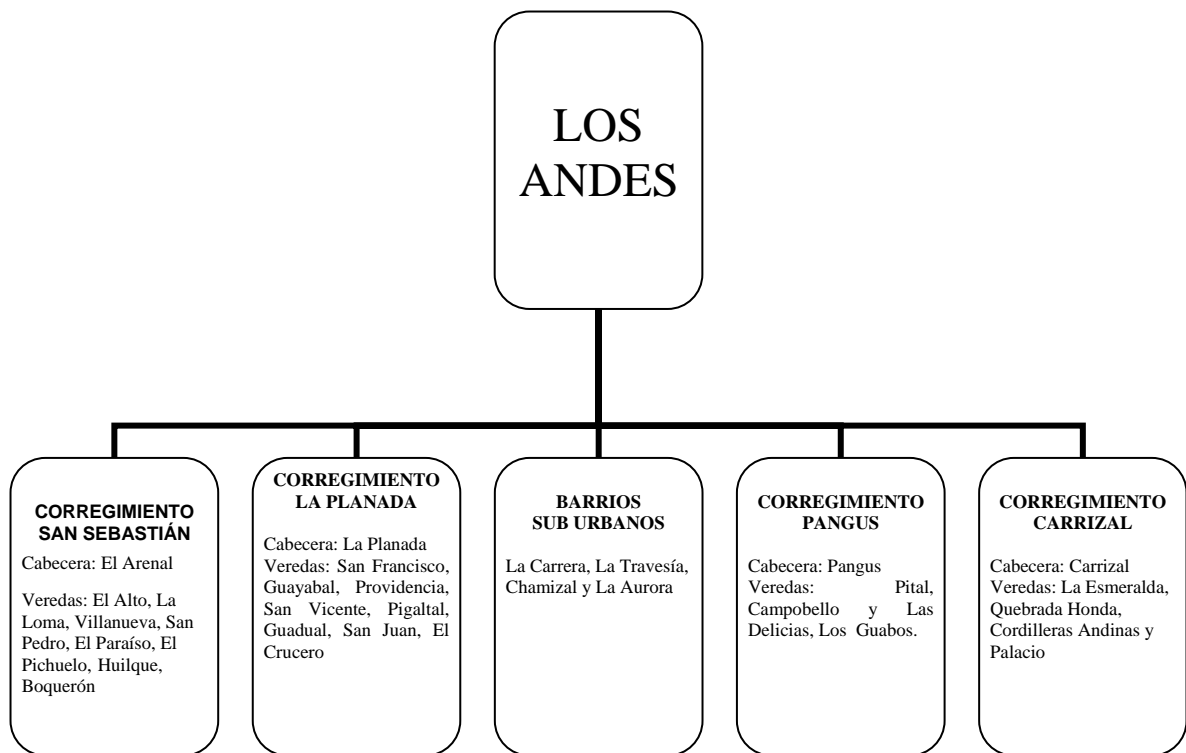 LOS
ANDES
CORREGIMIENTO
SAN SEBASTIÁN
Cabecera: El Arenal
Veredas: El Alto, La
Loma, Villanueva, San
Pedro, El Paraíso, El
Pichuelo, Huilque,
Boquerón
CORREGIMIENTO
LA PLANADA
Cabecera: La Planada
Veredas: San Francisco,
Guayabal, Providencia,
San Vicente, Pigaltal,
Guadual, San Juan, El
Crucero
BARRIOS
SUB URBANOS
La Carrera, La Travesía,
Chamizal y La Aurora
CORREGIMIENTO
PANGUS
Cabecera: Pangus
Veredas: Pital,
Campobello y Las
Delicias, Los Guabos.
CORREGIMIENTO
CARRIZAL
Cabecera: Carrizal
Veredas: La Esmeralda,
Quebrada Honda,
Cordilleras Andinas y
Palacio